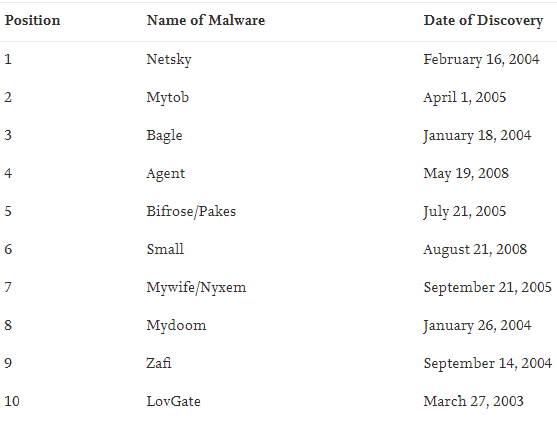 Position Name of Malware Date of Discovery
1 Netsky February 16, 2004
2 Mytob April 1, 2005
3 Bagle January 18, 2004
4 Agent May 19, 2008
5 Bifrose/Pakes July 21, 2005
6 Small August 21, 2008
7 Mywife/Nyxem September 21, 2005
8 Mydoom January 26, 2004
9 Zafi September 14, 2004
10 LovGate March 27, 2003